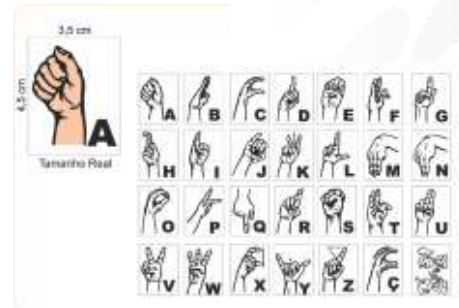 3,5 cm
4,5 cm
A
Tamanho Real
A B C D E F G
H I J K L M N
O P Q R S T U
V W X Y Z Ç